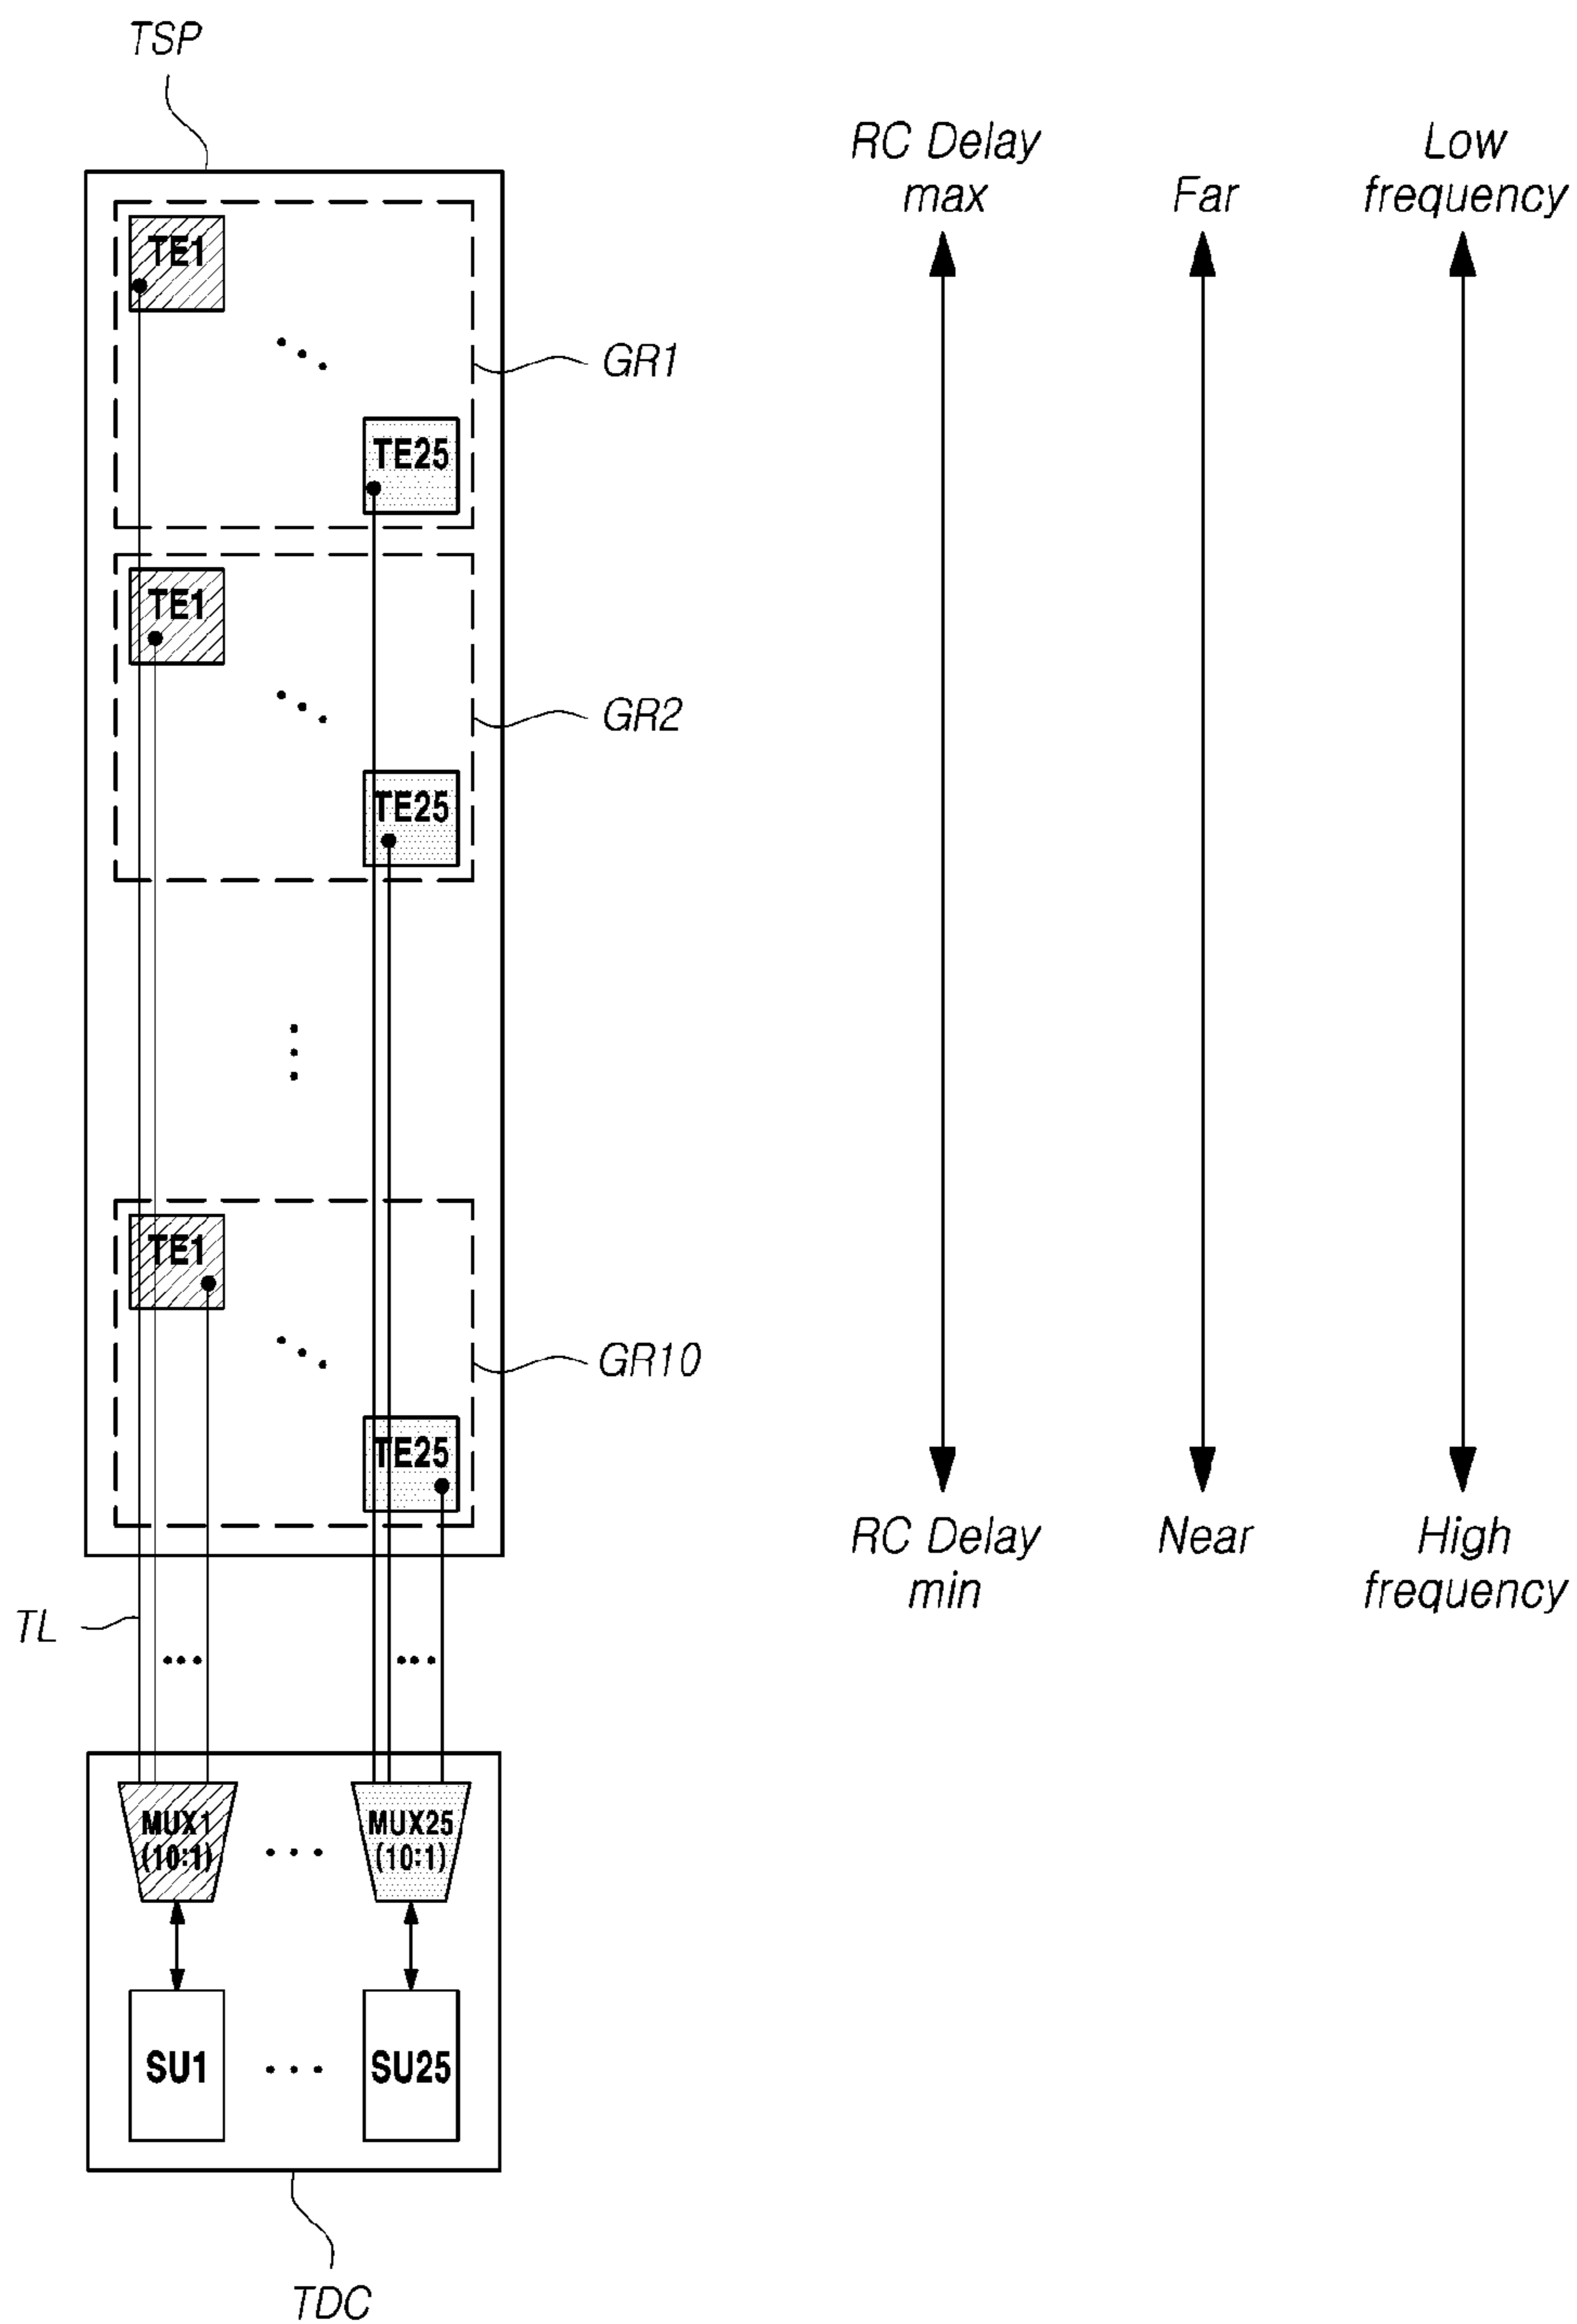 TSP
RC Delay
max
Far
Low
frequency
TE1
GR1
TE25
TE1
GR2
TE25
TE1
GR10
TE25
RC Delay
min
Near
High
frequency
TL
MUX1
(10:1)
MUX25
(10:1)
SU1
SU25
TDC